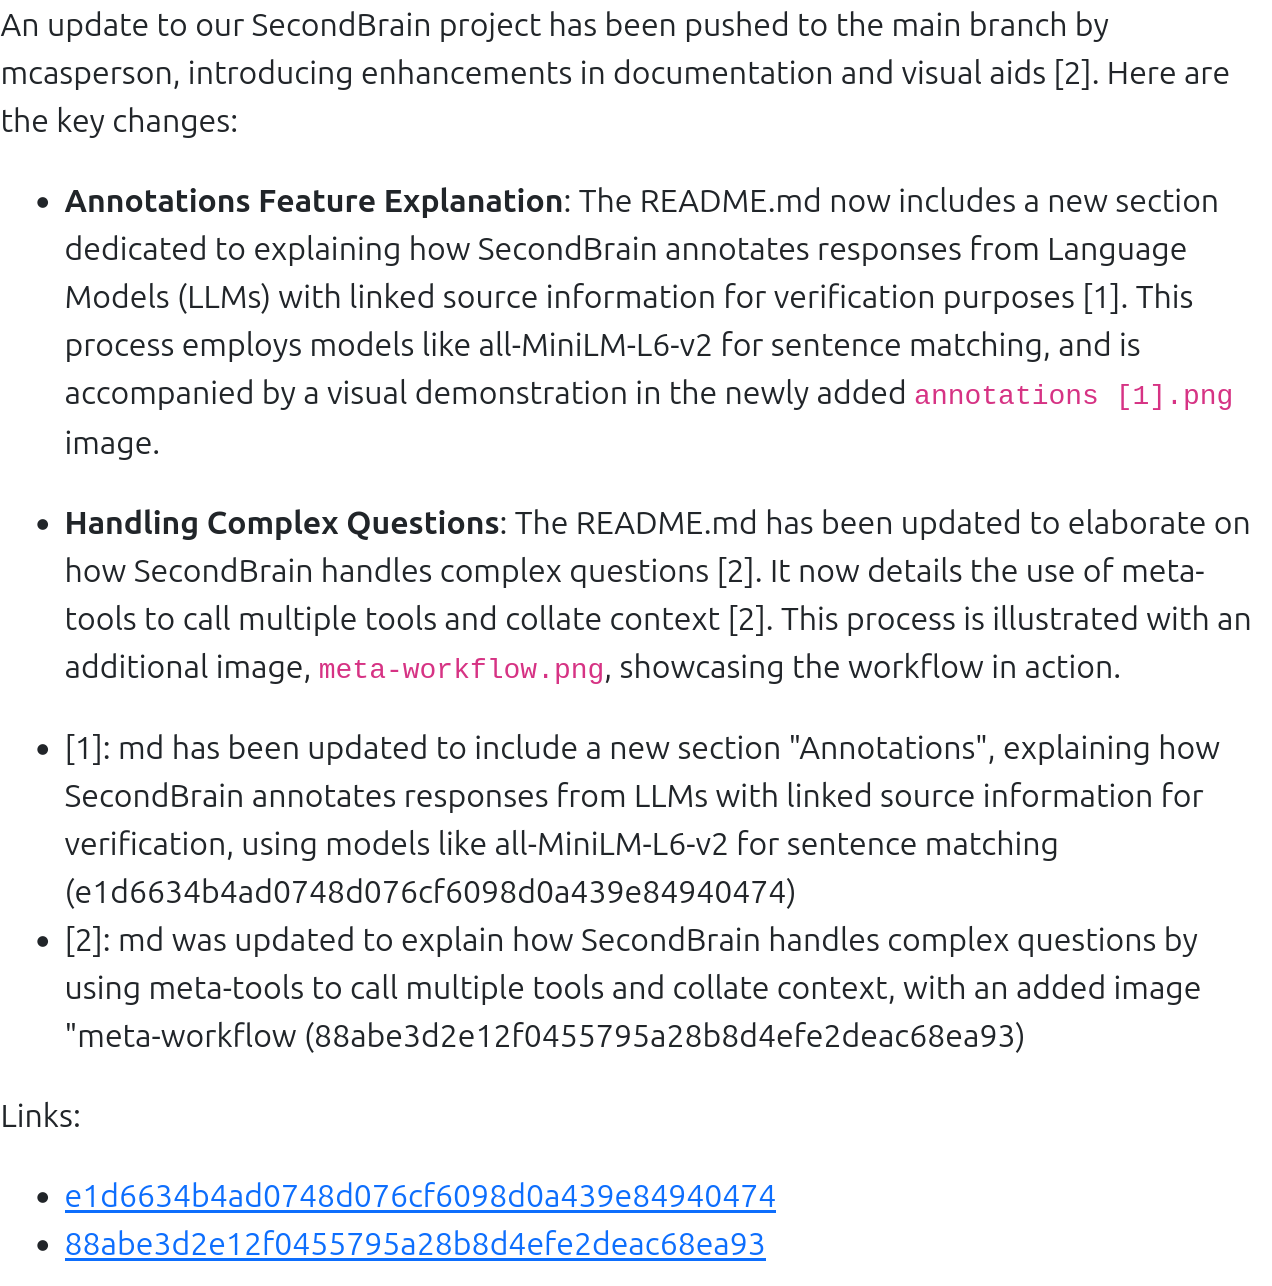 An update to our SecondBrain project has been pushed to the main branch by
mcasperson, introducing enhancements in documentation and visual aids [2]. Here are
the key changes:
• Annotations Feature Explanation: The README.md now includes a new section
dedicated to explaining how SecondBrain annotates responses from Language
Models (LLMs) with linked source information for verification purposes [1]. This
process employs models like all-MiniLM-L6-v2 for sentence matching, and is
accompanied by a visual demonstration in the newly added annotations [1].png
image.
• Handling Complex Questions: The README.md has been updated to elaborate on
how SecondBrain handles complex questions [2]. It now details the use of meta-
tools to call multiple tools and collate context [2]. This process is illustrated with an
additional image, meta-workflow.png, showcasing the workflow in action.
• [1]: md has been updated to include a new section "Annotations", explaining how
SecondBrain annotates responses from LLMs with linked source information for
verification, using models like all-MiniLM-L6-v2 for sentence matching
(e1d6634b4ad0748d076cf6098d0a439e84940474)
• [2]: md was updated to explain how SecondBrain handles complex questions by
using meta-tools to call multiple tools and collate context, with an added image
"meta-workflow (88abe3d2e12f0455795a28b8d4efe2deac68ea93)
Links:
• e1d6634b4ad0748d076cf6098d0a439e84940474
• 88abe3d2e12f0455795a28b8d4efe2deac68ea93